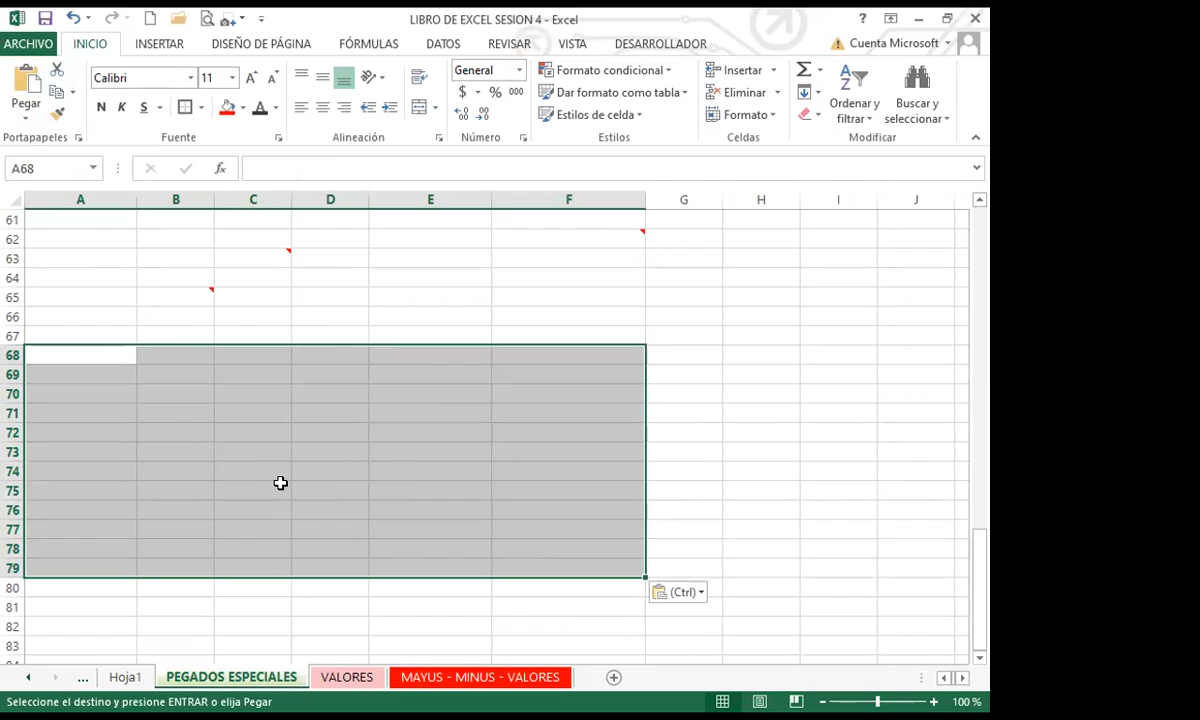 LIBRO DE EXCEL SESION 4 - Excel
?
ARCHIVO INICIO INSERTAR DISEÑO DE PÁGINA FÓRMULAS DATOS REVISAR VISTA DESARROLLADOR Cuenta Microsoft
Pegar
Calibri 11 A A
N K S A
General
$ % 000
Formato condicional
Dar formato como tabla
Estilos de celda
Insertar
Eliminar
Formato
Ordenar y filtrar
Buscar y seleccionar
Portapapeles Fuente Alineación Número Estilos Celdas Modificar
A68 fx
A B C D E F G H I J
61
62
63
64
65
66
67
68
69
70
71
72
73
74
75
76
77
78
79
80
81
82
83
(Ctrl)
... Hoja1 PEGADOS ESPECIALES VALORES MAYUS - MINUS - VALORES
Seleccione el destino y presione ENTRAR o elija Pegar 100 %